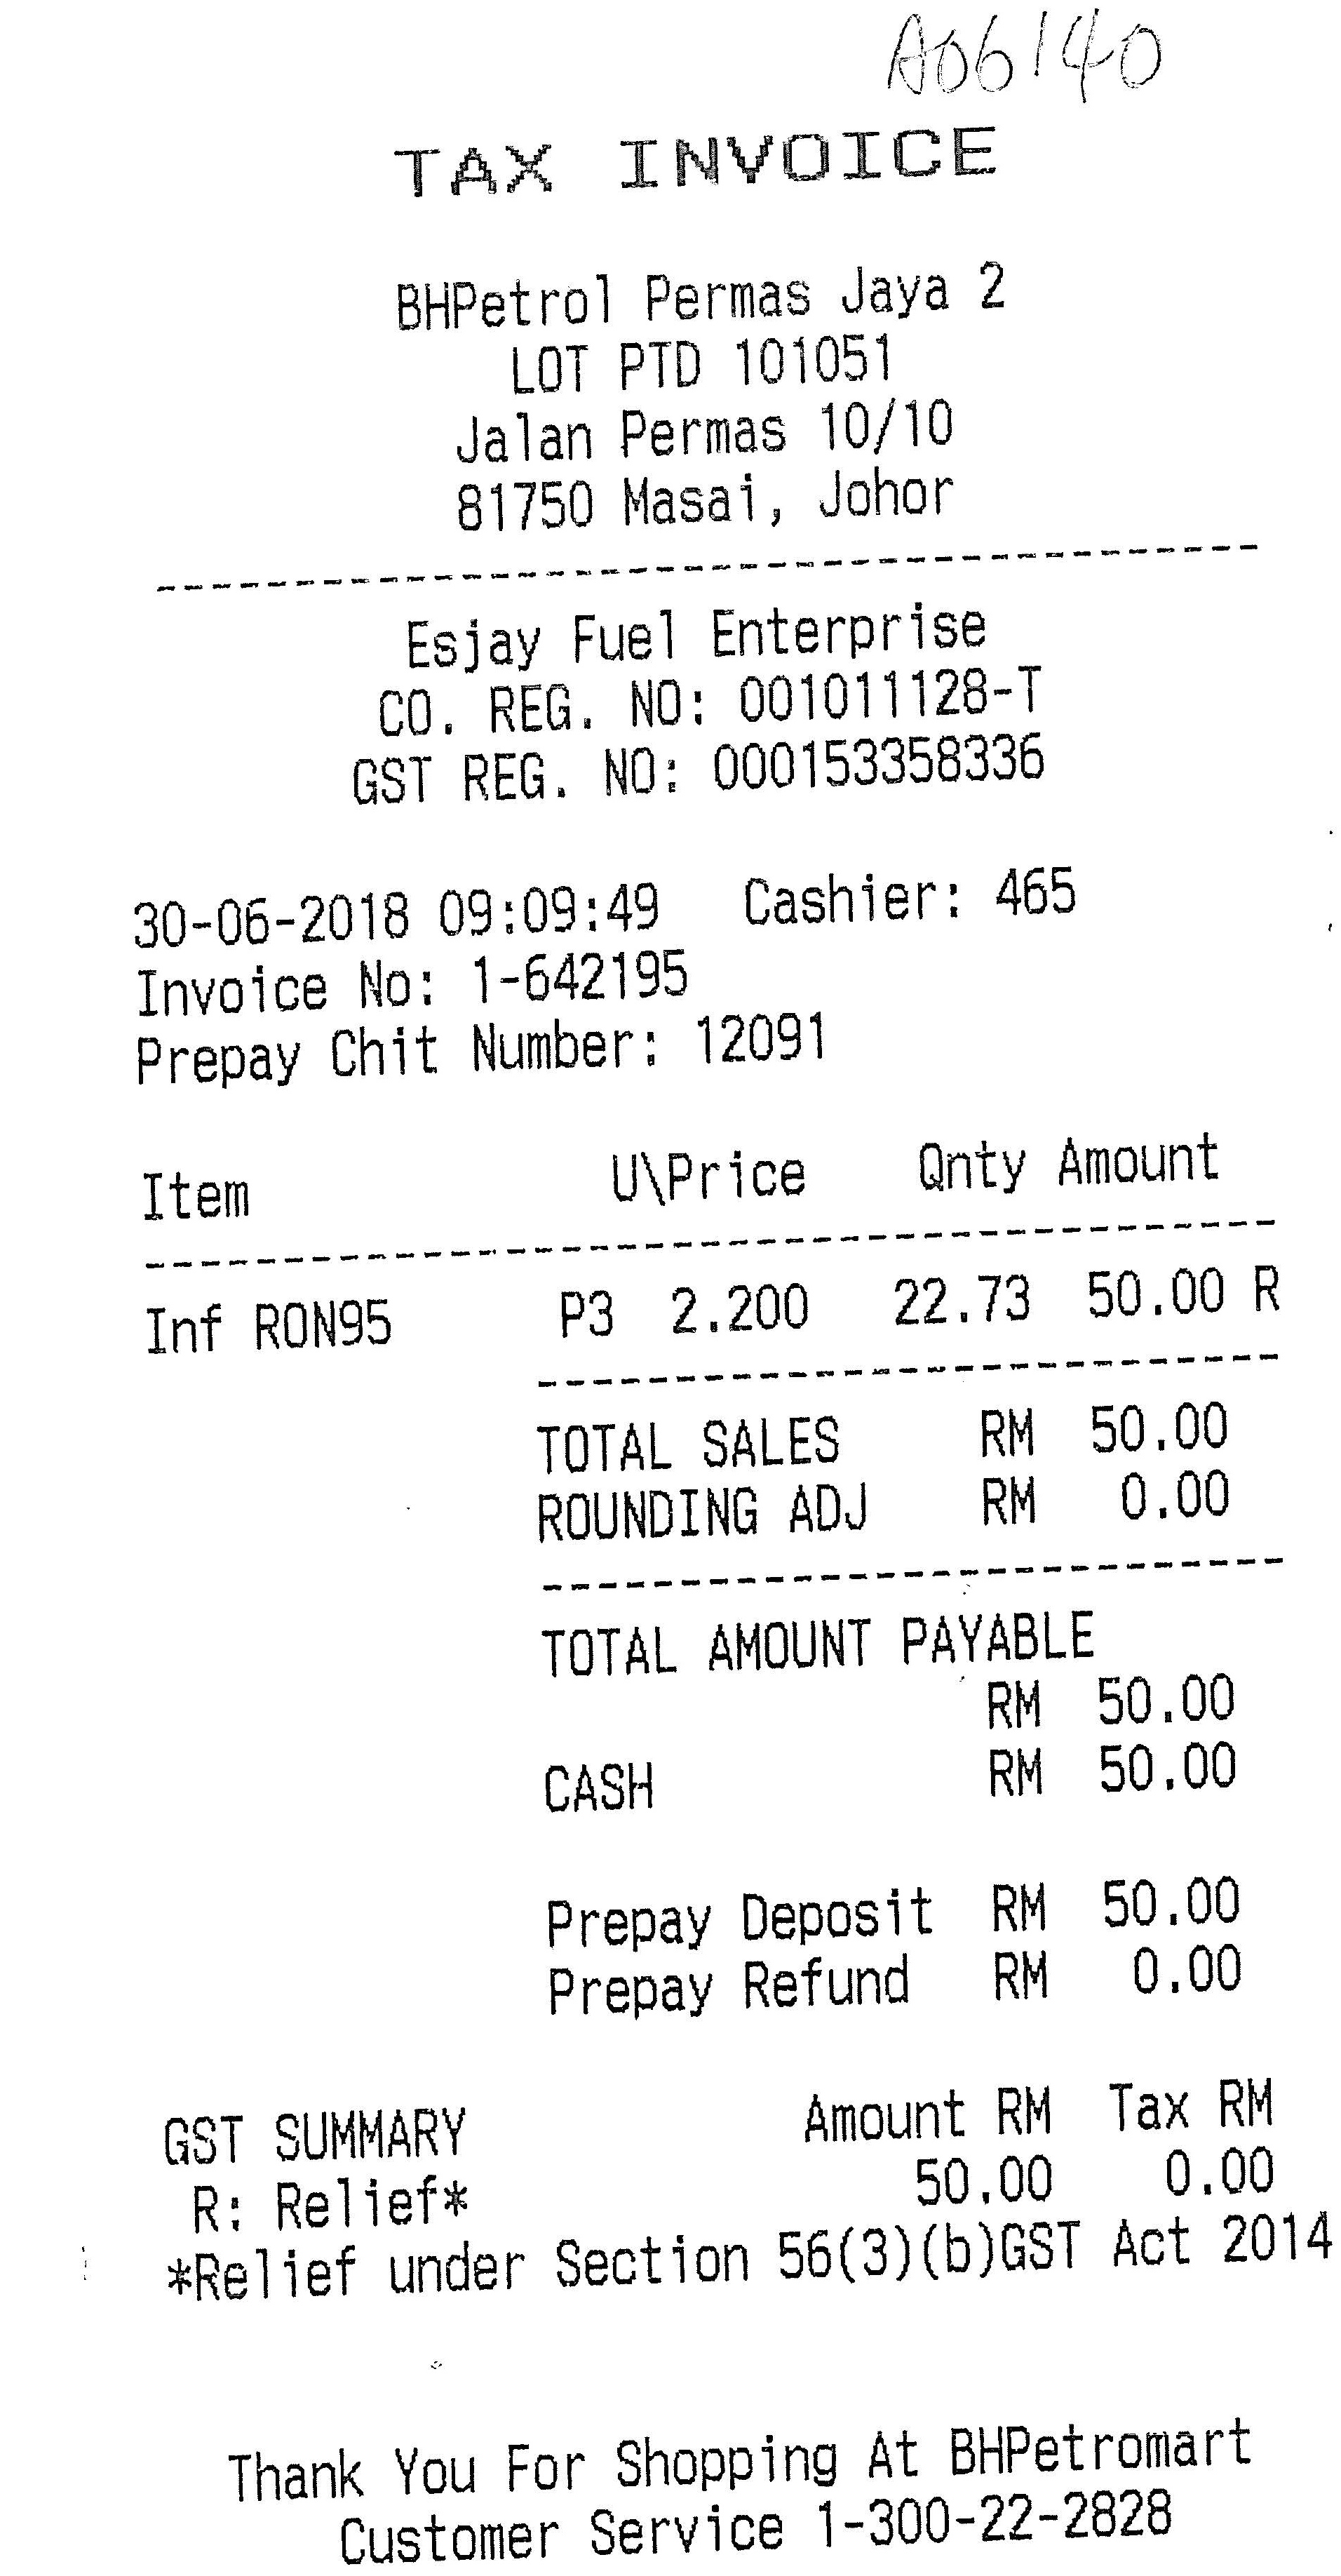 A06140
TAX INVOICE
BHPetrol Permas Jaya 2
LOT PTD 101051
Jalan Permas 10/10
81750 Masai, Johor
Esjay Fuel Enterprise
CO. REG. NO: 001011128-T
GST REG. NO: 000153358336
30-06-2018 09:09:49 Cashier: 465
Invoice No: 1-642195
Prepay Chit Number: 12091
Item U\Price Qnty Amount
Inf RON95 P3 2.200 22.73 50.00 R
TOTAL SALES RM 50.00
ROUNDING ADJ RM 0.00
TOTAL AMOUNT PAYABLE
RM 50.00
CASH RM 50.00
Prepay Deposit RM 50.00
Prepay Refund RM 0.00
GST SUMMARY Amount RM Tax RM
R: Relief* 50.00 0.00
*Relief under Section 56(3)(b)GST Act 2014
Thank You For Shopping At BHPetromart
Customer Service 1-300-22-2828